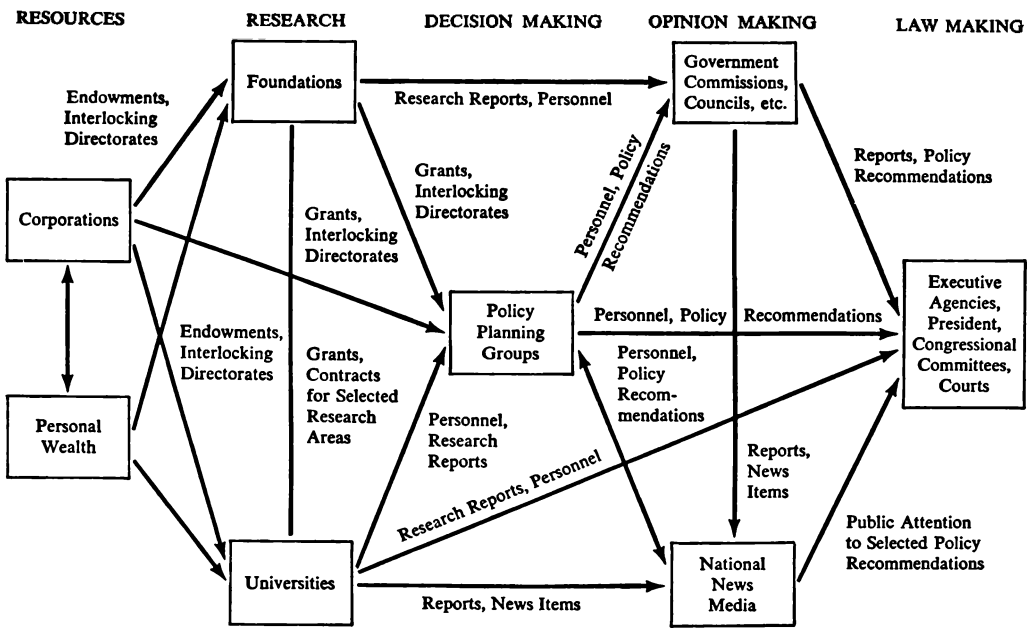 RESOURCES
RESEARCH
DECISION MAKING
OPINION MAKING
LAW MAKING
Foundations
Government
Commissions,
Councils, etc.
Endowments,
Interlocking
Directorates
Research Reports, Personnel
Corporations
Grants,
Interlocking
Directorates
Grants,
Interlocking
Directorates
Personnel, Policy
Recommendations
Reports, Policy
Recommendations
Policy
Planning
Groups
Executive
Agencies,
President,
Congressional
Committees,
Courts
Personnel, Policy Recommendations
Endowments,
Interlocking
Directorates
Grants,
Contracts
for Selected
Research
Areas
Personnel,
Policy
Recom-
mendations
Personal
Wealth
Personnel,
Research
Reports
Research Reports, Personnel
Reports,
News
Items
Public Attention
to Selected Policy
Recommendations
Universities
National
News
Media
Reports, News Items